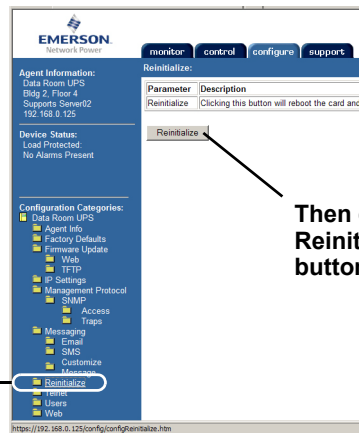 EMERSON
Network Power
monitor control configure support
Agent Information:
Data Room UPS
Bldg 2, Floor 4
Supports Server02
192.168.0.125
Device Status:
Load Protected:
No Alarms Present
Configuration Categories:
Data Room UPS
Agent Info
Factory Defaults
Firmware Update
Web
TFTP
IP Settings
Management Protocol
SNMP
Access
Traps
Messaging
Email
SMS
Customize
Message
Reinitialize
Telnet
Users
Web
Reinitialize:
Parameter Description
Reinitialize Clicking this button will reboot the card and
Reinitialize
Then
Reinit
button
https://192.168.0.125/config/configReinitialize.htm